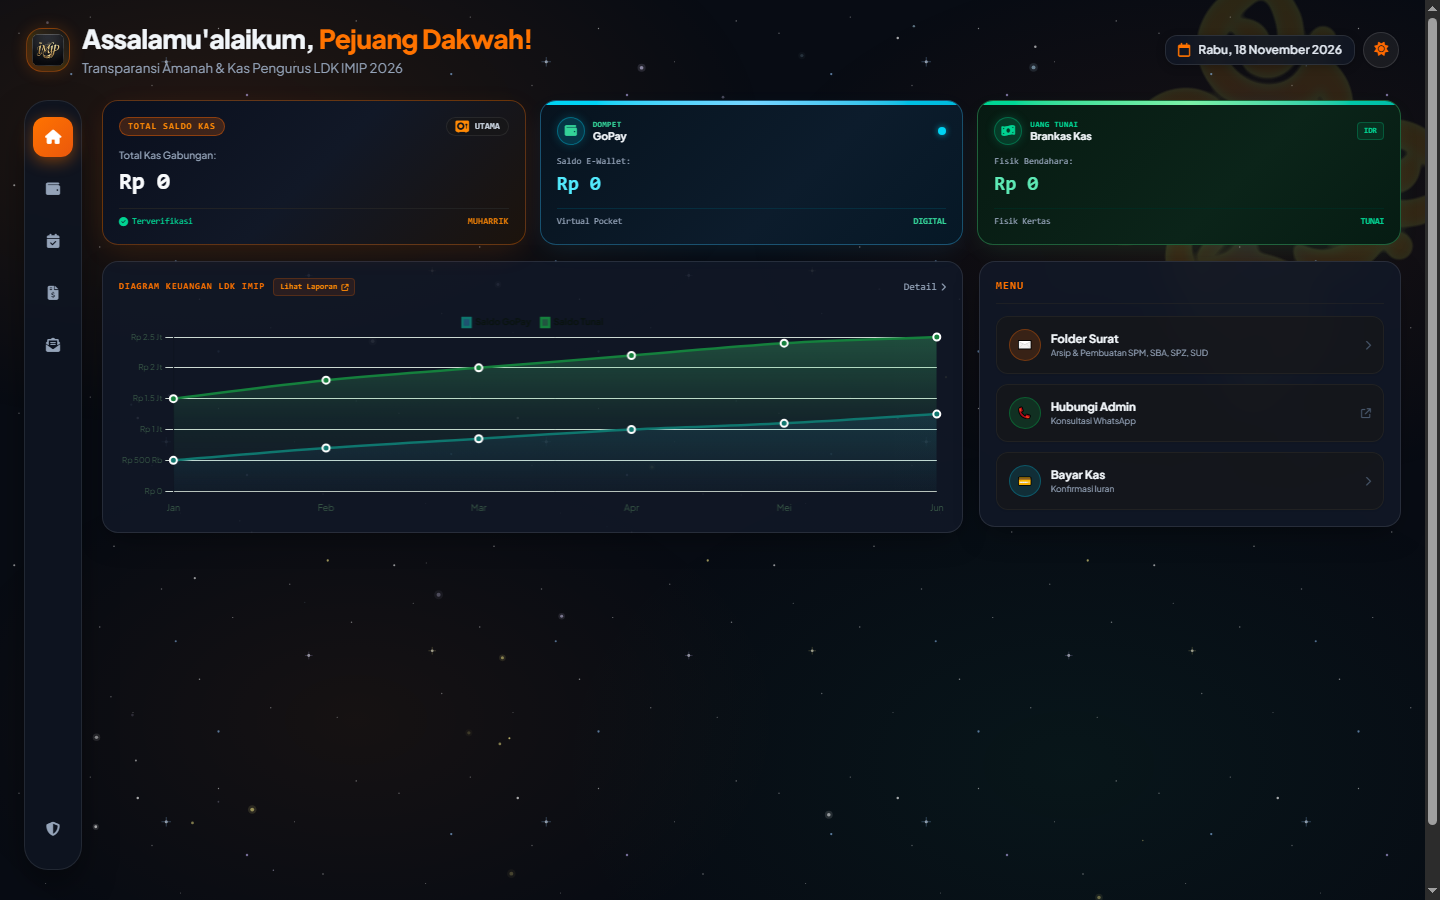 Assalamu'alaikum, Pejuang Dakwah!
Transparansi Amanah & Kas Pengurus LDK IMIP 2026
Rabu, 18 November 2026
TOTAL SALDO KAS
UTAMA
Total Kas Gabungan:
Rp 0
Terverifikasi
MUHARRIK
DOMPET
GoPay
Saldo E-Wallet:
Rp 0
Virtual Pocket
DIGITAL
UANG TUNAI
Brankas Kas
IDR
Fisik Bendahara:
Rp 0
Fisik Kertas
TUNAI
DIAGRAM KEUANGAN LDK IMIP
Lihat Laporan
Detail
Rp 2.5 Jt
Rp 2 Jt
Rp 1.5 Jt
Rp 1 Jt
Rp 500 Rb
Rp 0
Jan
Feb
Mar
Apr
Mei
Jun
MENU
Folder Surat
Arsip & Pembuatan SPM, SBA, SPZ, SUD
Hubungi Admin
Konsultasi WhatsApp
Bayar Kas
Konfirmasi Iuran